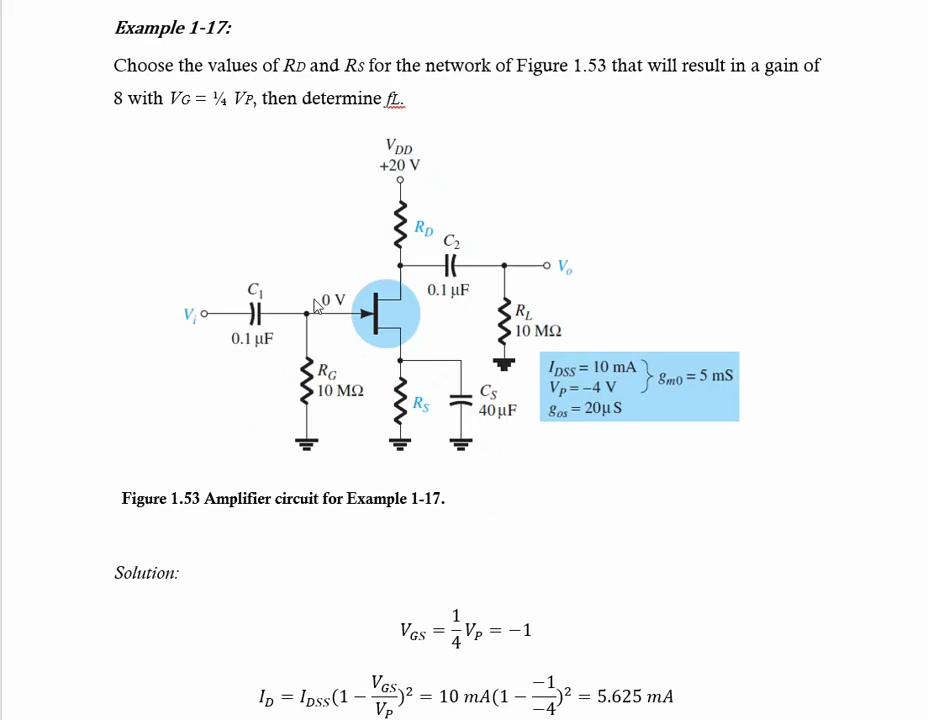 Example 1-17:
Choose the values of RD and RS for the network of Figure 1.53 that will result in a gain of
8 with VG = ¼ VP, then determine fL.
VDD
+20 V
RD
C2
Vo
0.1 μF
C1
0 V
Vi
0.1 μF
RL
10 MΩ
RG
10 MΩ
RS
CS
40 μF
IDSS = 10 mA
VP = −4 V
gos = 20μ S
gm0 = 5 mS
Figure 1.53 Amplifier circuit for Example 1-17.
Solution:
VGS = 1/4 VP = −1
ID = IDSS(1 − VGS/VP)² = 10 mA(1 − −1/−4)² = 5.625 mA